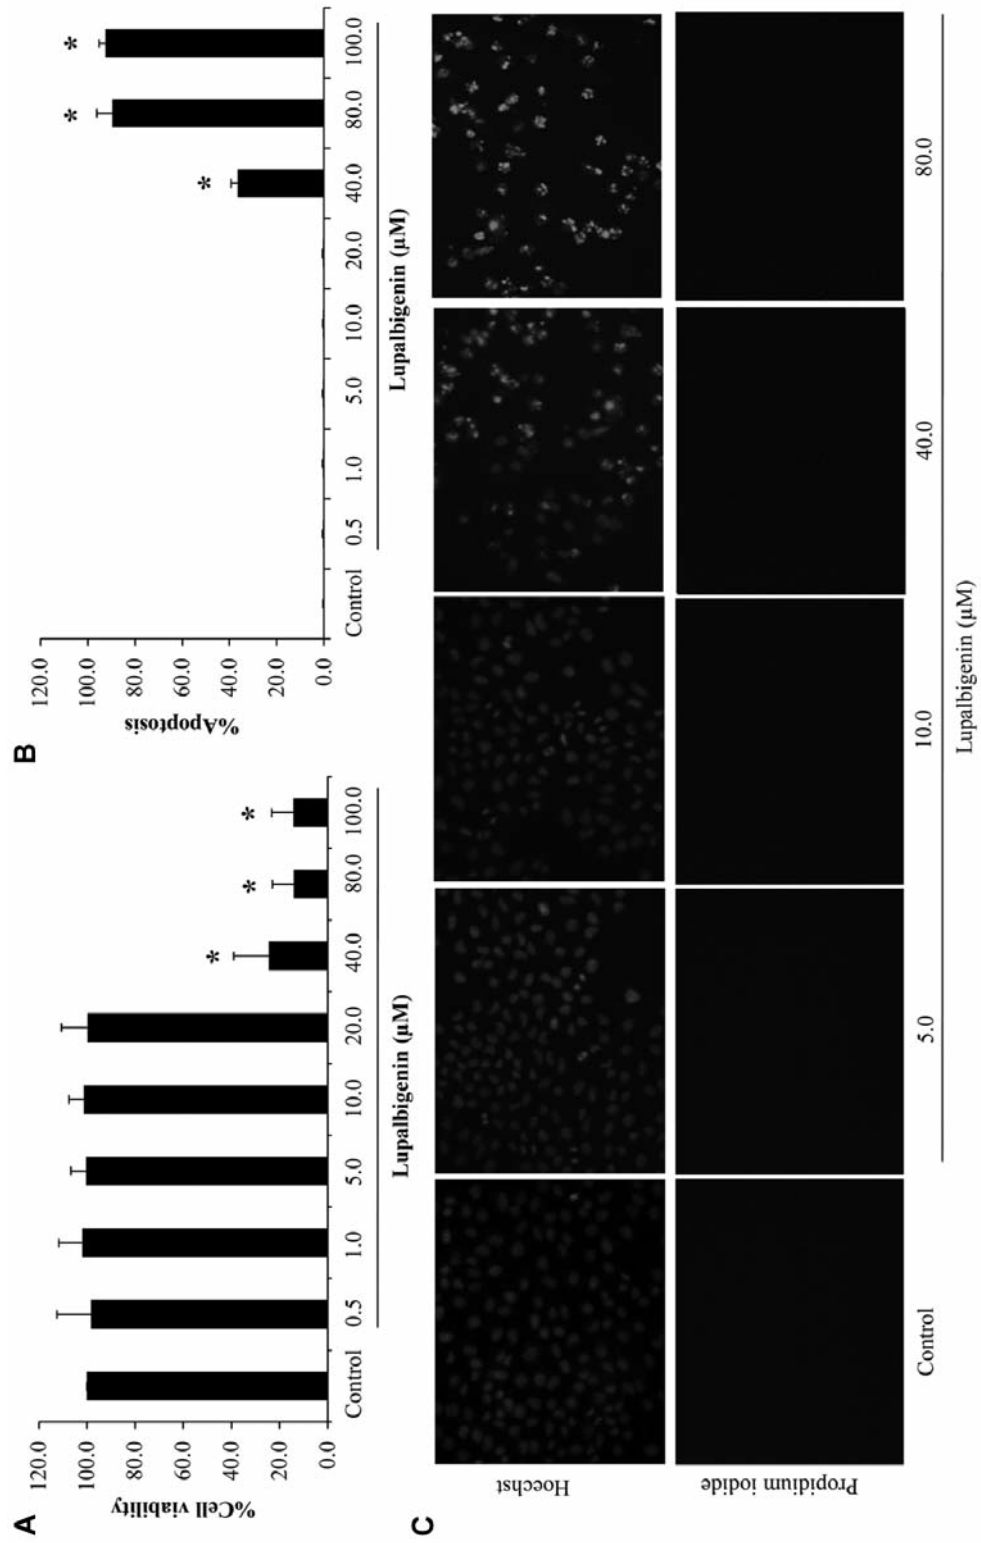 A
%Cell viability
120.0
100.0
80.0
60.0
40.0
20.0
0.0
* * *
Control 0.5 1.0 5.0 10.0 20.0 40.0 80.0 100.0
Lupalbigenin (μM)
B
%Apoptosis
120.0
100.0
80.0
60.0
40.0
20.0
0.0
* * *
Control 0.5 1.0 5.0 10.0 20.0 40.0 80.0 100.0
Lupalbigenin (μM)
C
Hoechst
Propidium iodide
Control 5.0 10.0 40.0 80.0
Lupalbigenin (μM)